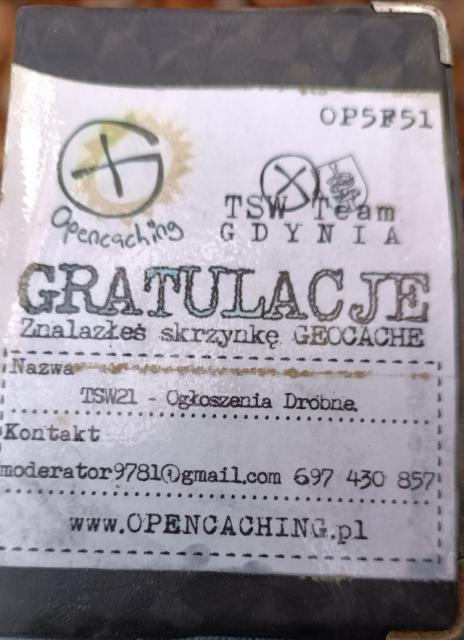 OP5F51
Opencaching
TSW Team
GDYNIA
GRATULACJE
Znalazłeś skrzynkę GEOCACHE
Nazwa
TSW21 - Ogłoszenia Drobne
Kontakt
moderator9781@gmail.com 697 430 857
www.OPENCACHING.pl